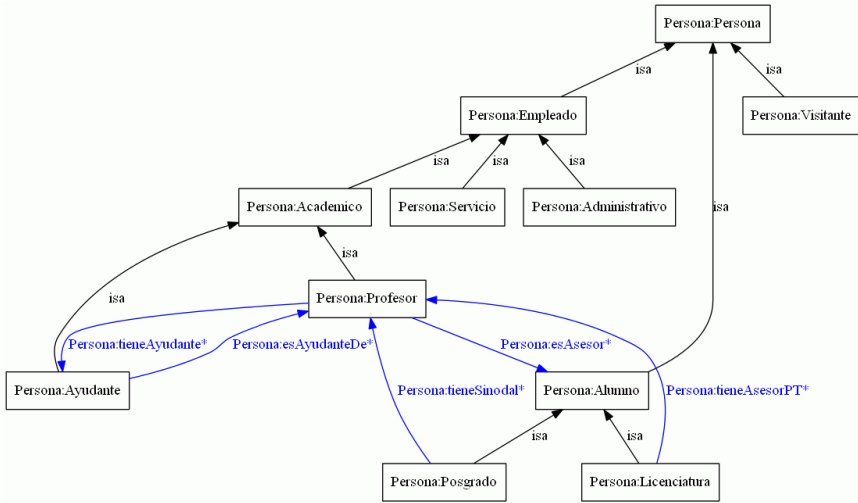 Persona:Persona
isa
isa
Persona:Empleado
Persona:Visitante
isa
isa
isa
Persona:Academico
Persona:Servicio
Persona:Administrativo
isa
isa
isa
Persona:Profesor
Persona:tieneAyudante*
Persona:esAyudanteDe*
Persona:esAsesor*
Persona:Ayudante
Persona:tieneSinodal*
Persona:Alumno
Persona:tieneAsesorPT*
isa
isa
Persona:Posgrado
Persona:Licenciatura